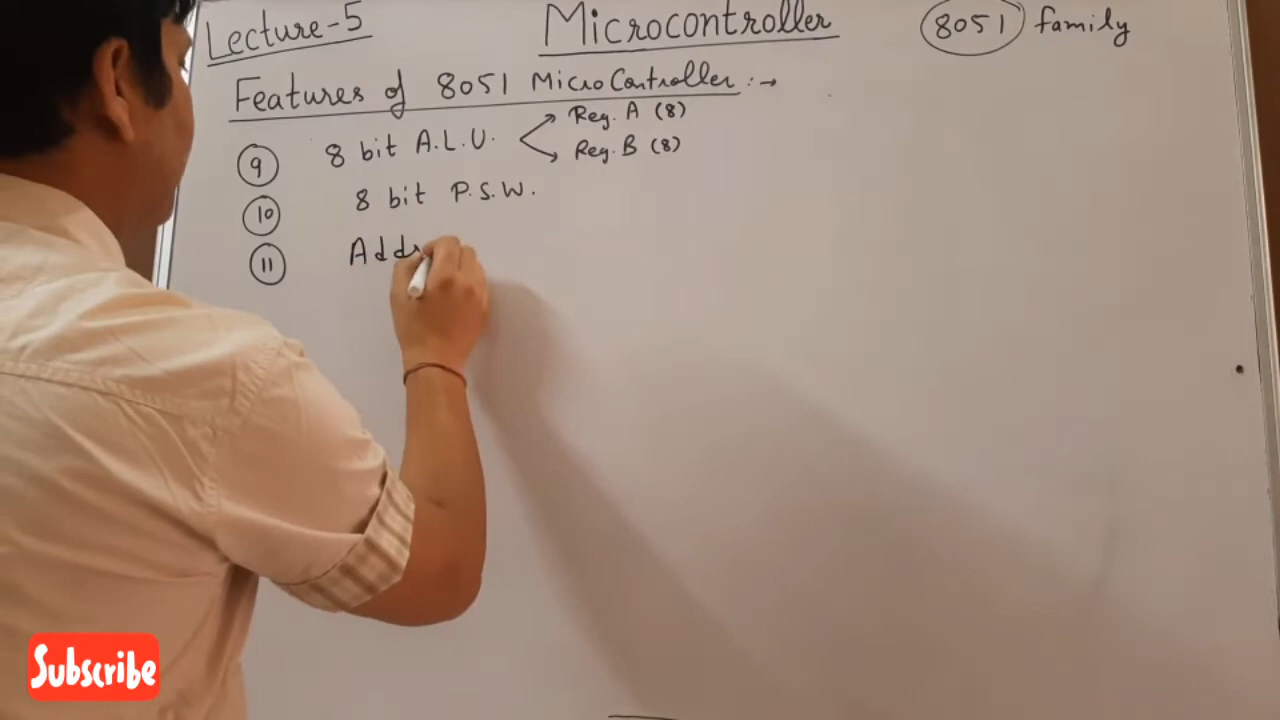 Lecture-5 Microcontroller 8051 family
Features of 8051 MicroController :→
9 8 bit A.L.U. Reg. A (8)
Reg. B (8)
10 8 bit P.S.W.
11 Addr
Subscribe